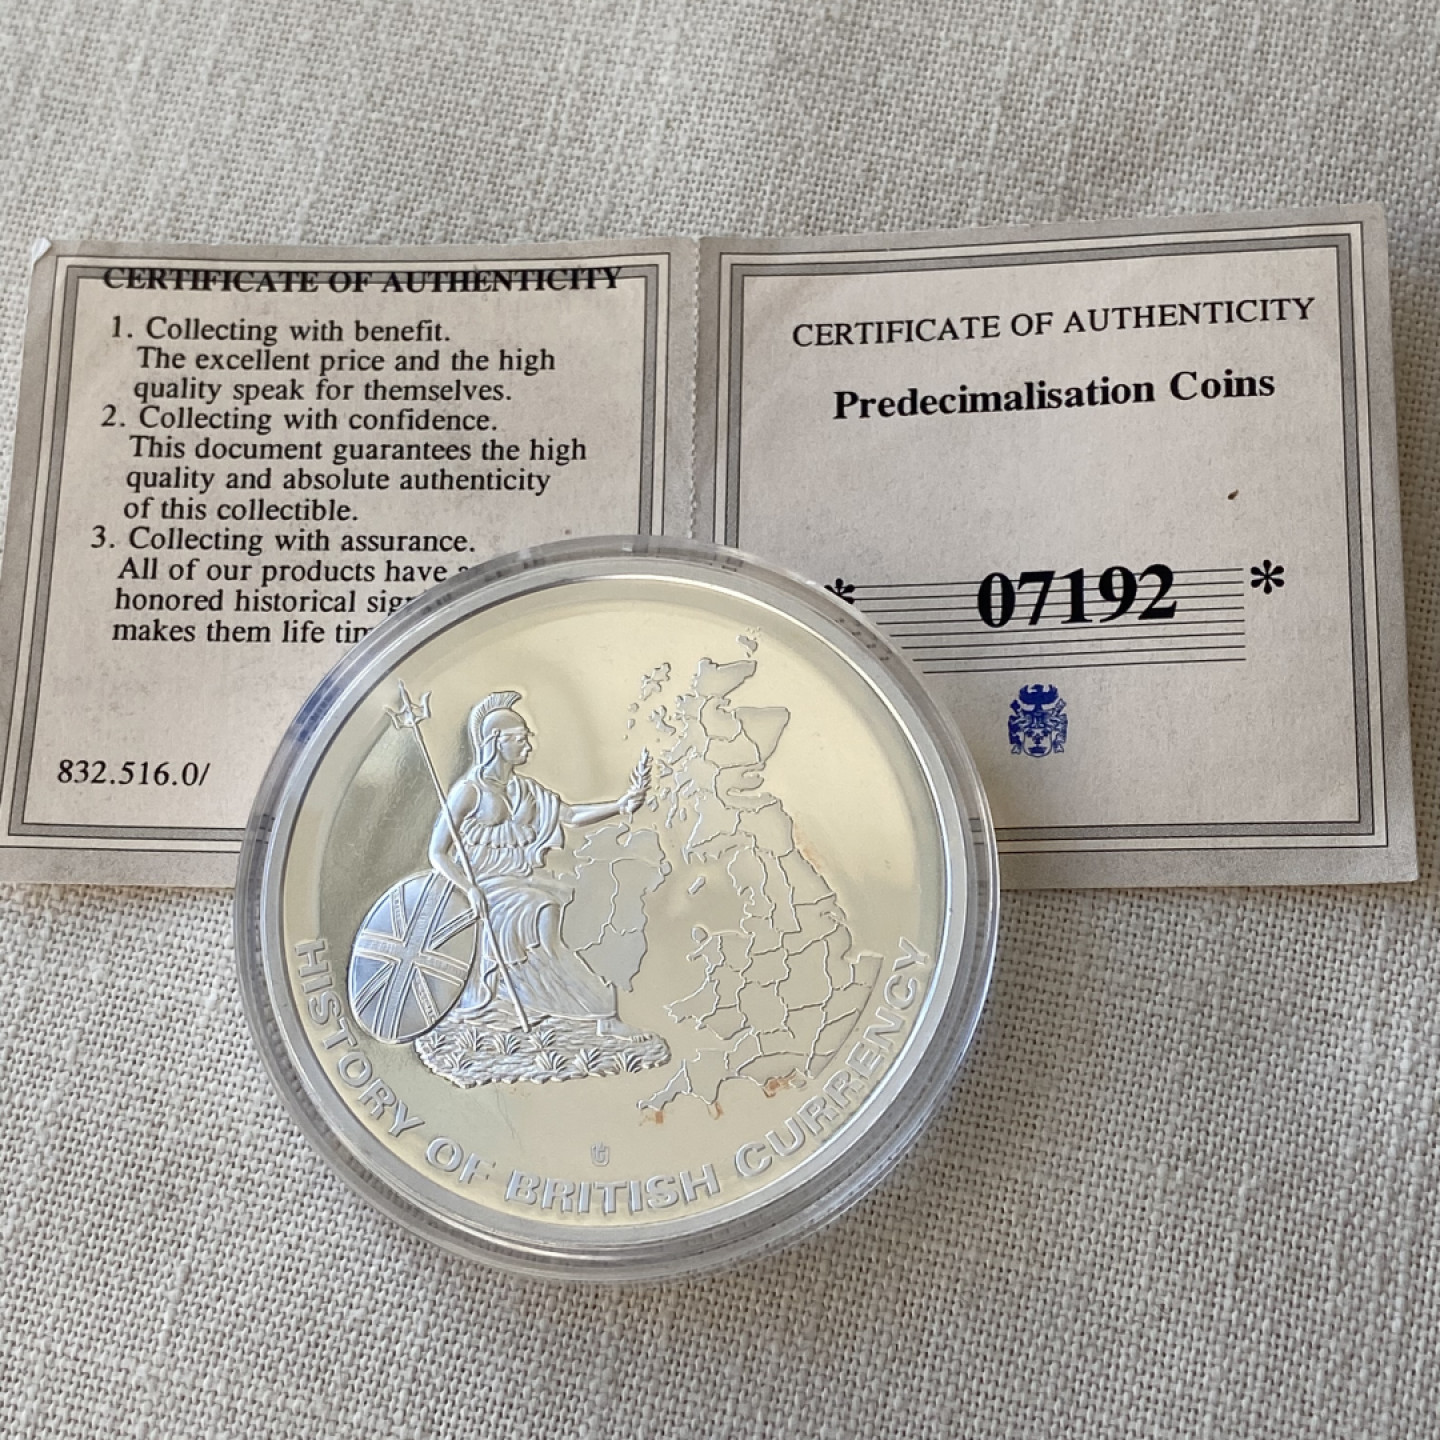 CERTIFICATE OF AUTHENTICITY
1. Collecting with benefit.
The excellent price and the high
quality speak for themselves.
2. Collecting with confidence.
This document guarantees the high
quality and absolute authenticity
of this collectible.
3. Collecting with assurance.
All of our products have
honored historical
makes them life
832.516.0/
CERTIFICATE OF AUTHENTICITY
Predecimalisation Coins
* 07192 *
HISTORY OF BRITISH CURRENCY